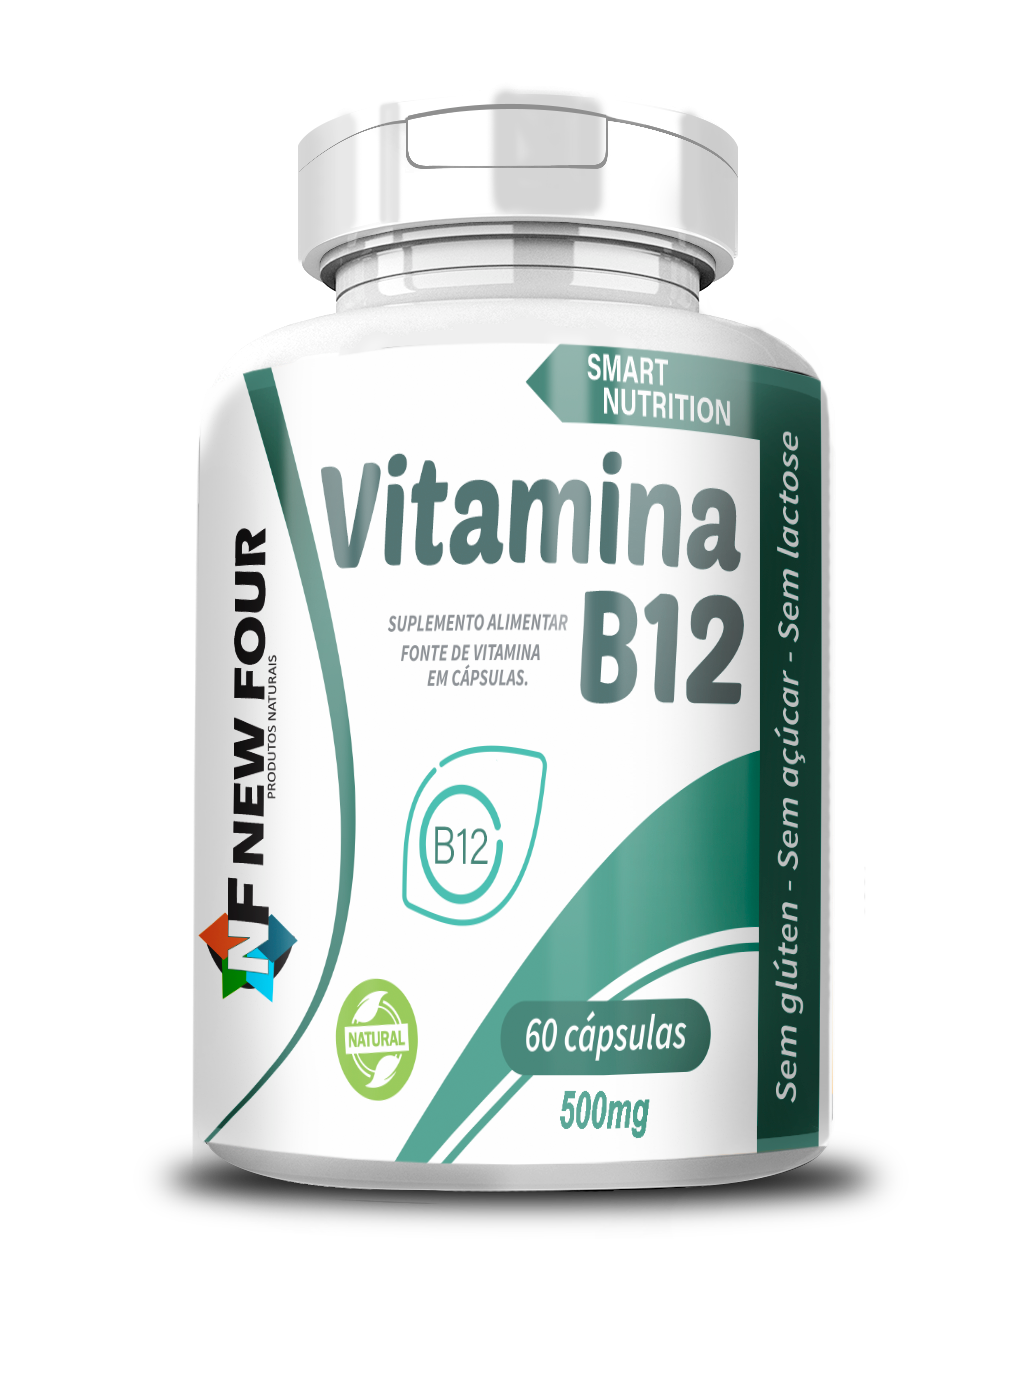 SMART
NUTRITION
Vitamina
B12
SUPLEMENTO ALIMENTAR
FONTE DE VITAMINA
EM CÁPSULAS.
B12
NATURAL
60 cápsulas
500mg
NF NEW FOUR
PRODUTOS NATURAIS
Sem glúten - Sem açúcar - Sem lactose